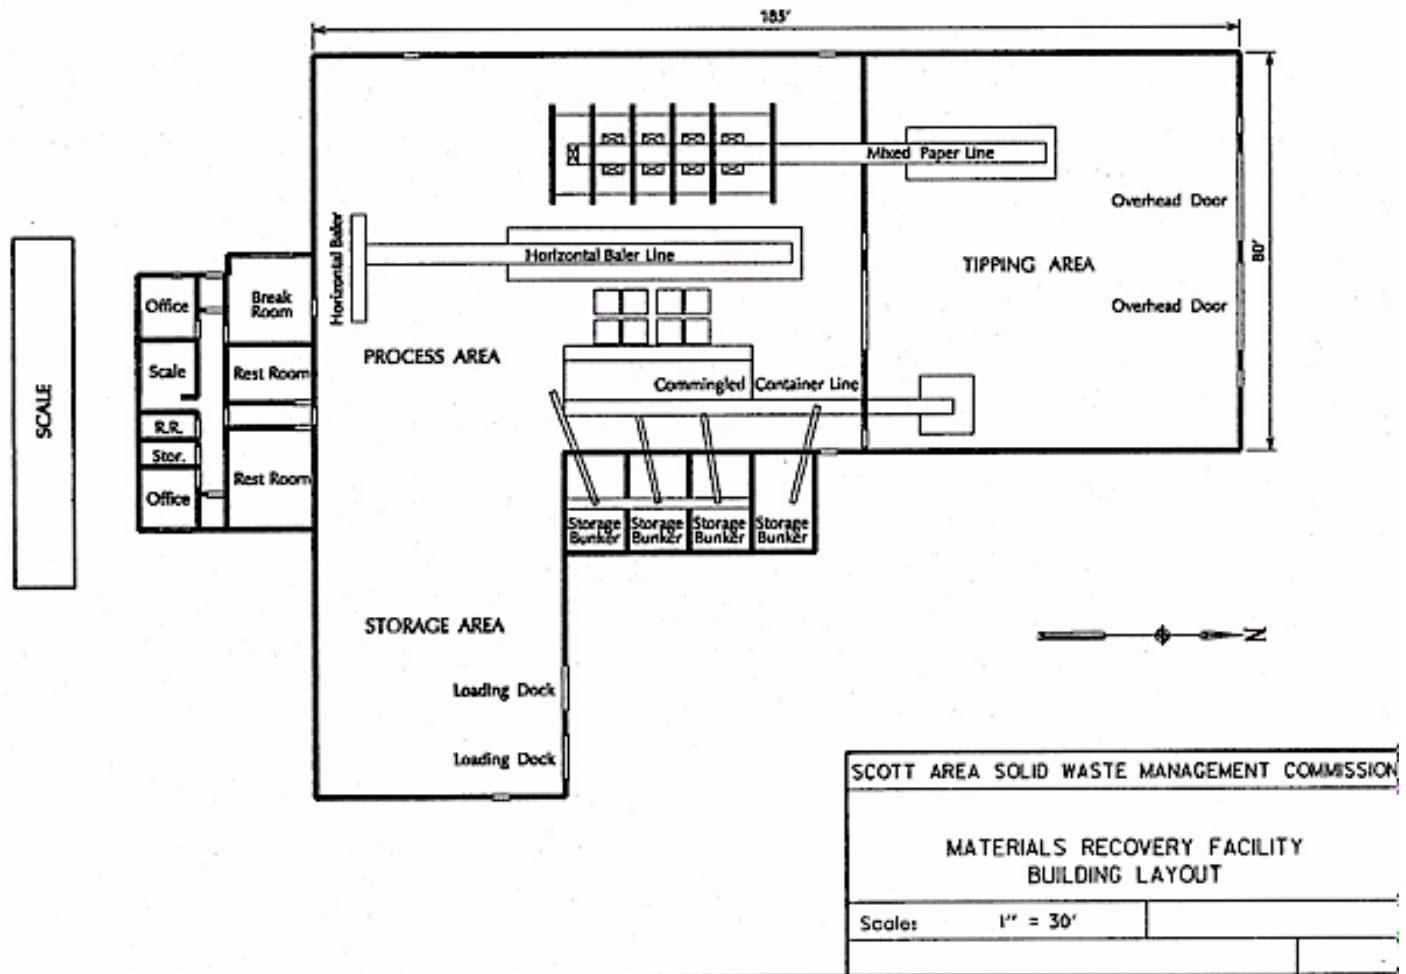 185'
Mixed Paper Line
Overhead Door
80'
Horizontal Baler
Horizontal Baler Line
TIPPING AREA
Office
Break
Room
Overhead Door
PROCESS AREA
Scale
Rest Room
Commingled Container Line
SCALE
R.R.
Stor.
Office
Rest Room
Storage
Bunker
Storage
Bunker
Storage
Bunker
Storage
Bunker
STORAGE AREA
N
Loading Dock
Loading Dock
SCOTT AREA SOLID WASTE MANAGEMENT COMMISSION
MATERIALS RECOVERY FACILITY
BUILDING LAYOUT
Scale: 1" = 30'